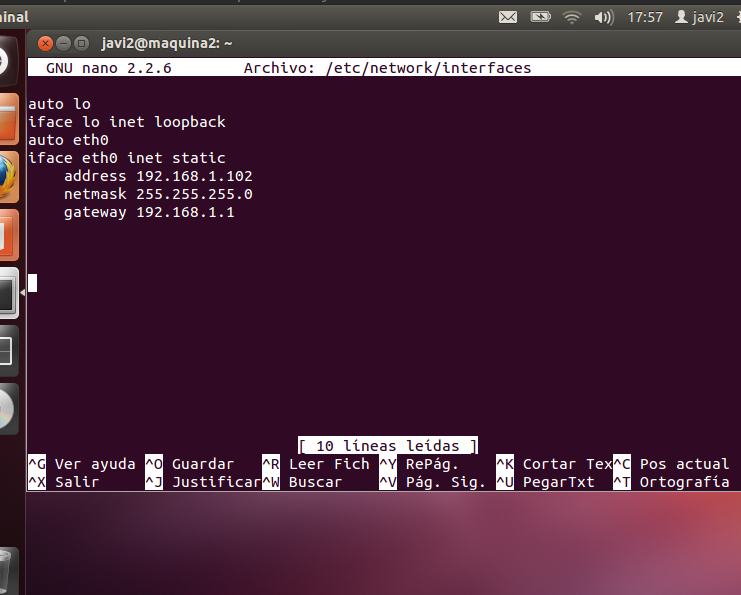 inal 17:57 javi2
javi2@maquina2: ~
GNU nano 2.2.6 Archivo: /etc/network/interfaces
auto lo
iface lo inet loopback
auto eth0
iface eth0 inet static
address 192.168.1.102
netmask 255.255.255.0
gateway 192.168.1.1
[ 10 líneas leídas ]
^G Ver ayuda ^O Guardar ^R Leer Fich ^Y RePág. ^K Cortar Tex ^C Pos actual
^X Salir ^J Justificar ^W Buscar ^V Pág. Sig. ^U PegarTxt ^T Ortografía